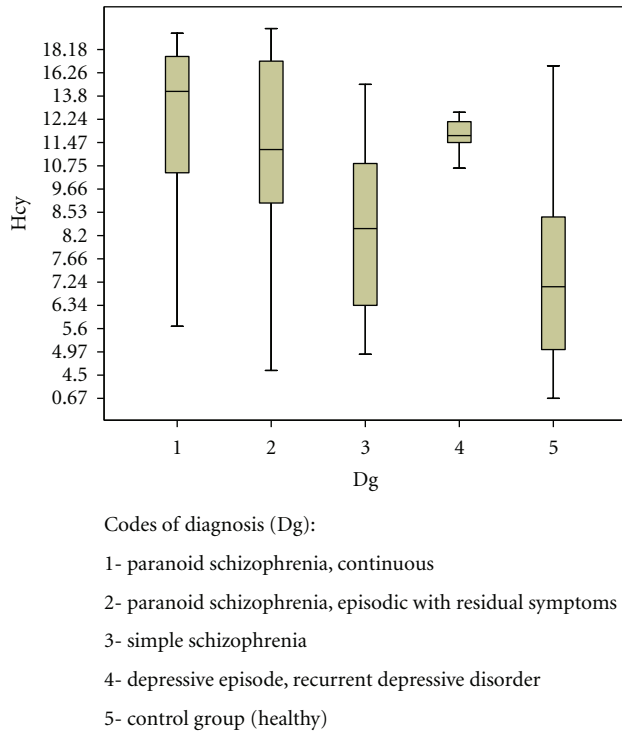 Hcy
18.18
16.26
13.8
12.24
11.47
10.75
9.66
8.53
8.2
7.66
7.24
6.34
5.6
4.97
4.5
0.67
1 2 3 4 5
Dg
Codes of diagnosis (Dg):
1- paranoid schizophrenia, continuous
2- paranoid schizophrenia, episodic with residual symptoms
3- simple schizophrenia
4- depressive episode, recurrent depressive disorder
5- control group (healthy)